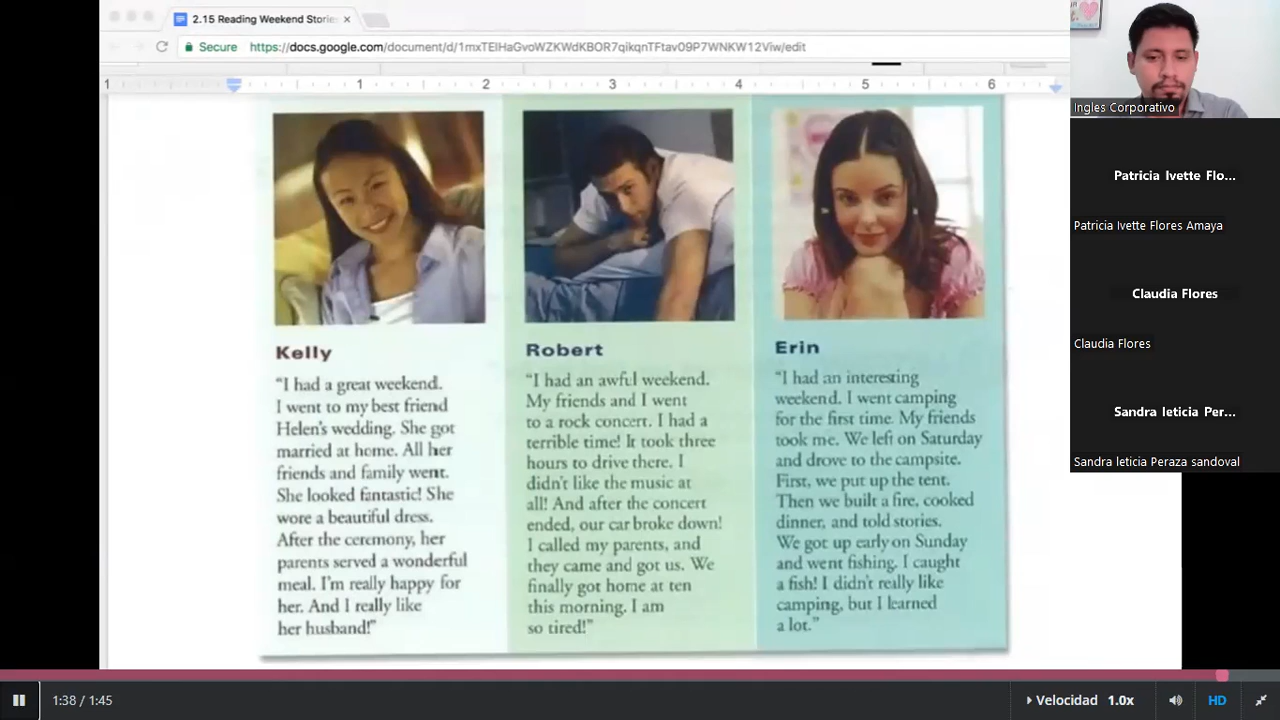 2.15 Reading Weekend Storie
Secure https://docs.google.com/document/d/1mxTEIHaGvoWZKWdKBOR7qikqnTFtav09P7WNKW12Viw/edit
1 1 2 3 4 5 6
Kelly
"I had a great weekend.
I went to my best friend
Helen's wedding. She got
married at home. All her
friends and family went.
She looked fantastic! She
wore a beautiful dress.
After the ceremony, her
parents served a wonderful
meal. I'm really happy for
her. And I really like
her husband!"
Robert
"I had an awful weekend.
My friends and I went
to a rock concert. I had a
terrible time! It took three
hours to drive there. I
didn't like the music at
all! And after the concert
ended, our car broke down!
I called my parents, and
they came and got us. We
finally got home at ten
this morning. I am
so tired!"
Erin
"I had an interesting
weekend. I went camping
for the first time. My friends
took me. We left on Saturday
and drove to the campsite.
First, we put up the tent.
Then we built a fire, cooked
dinner, and told stories.
We got up early on Sunday
and went fishing. I caught
a fish! I didn't really like
camping, but I learned
a lot."
Ingles Corporativo
Patricia Ivette Flo...
Patricia Ivette Flores Amaya
Claudia Flores
Claudia Flores
Sandra leticia Per...
Sandra leticia Peraza sandoval
1:38 / 1:45
Velocidad 1.0x
HD